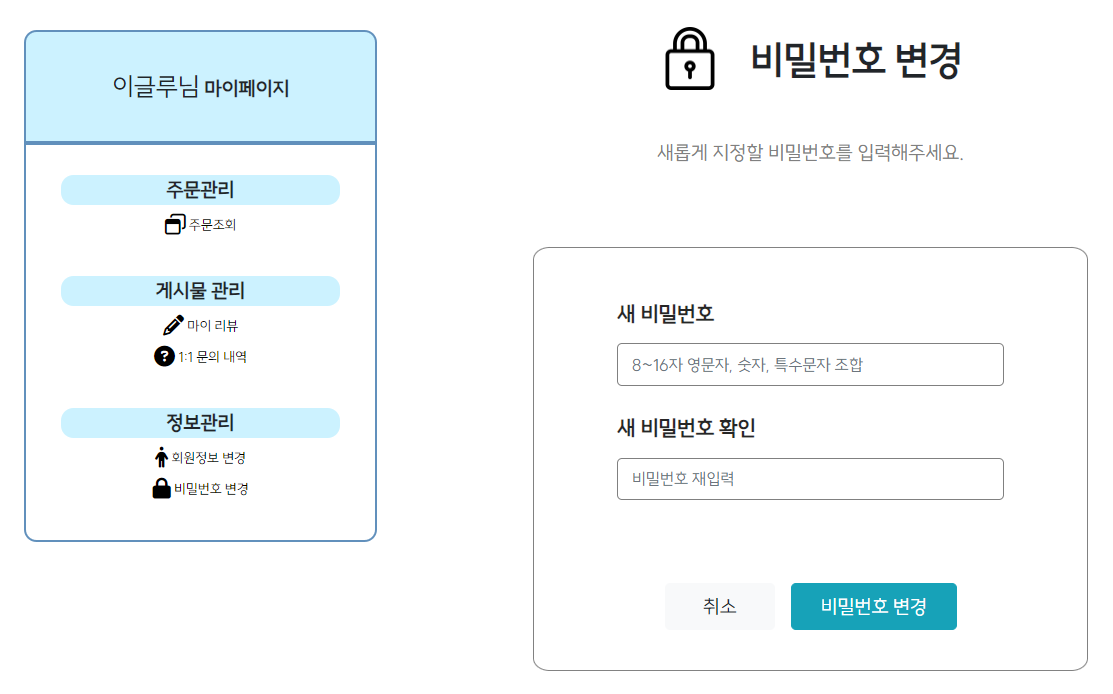 이글루님 마이페이지
주문관리
주문조회
게시물 관리
마이 리뷰
1:1 문의 내역
정보관리
회원정보 변경
비밀번호 변경
비밀번호 변경
새롭게 지정할 비밀번호를 입력해주세요.
새 비밀번호
8~16자 영문자, 숫자, 특수문자 조합
새 비밀번호 확인
비밀번호 재입력
취소
비밀번호 변경